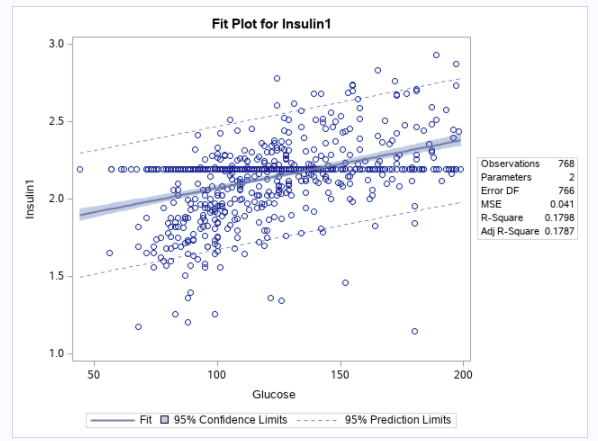 Fit Plot for Insulin1
3.0
2.5
2.0
1.5
1.0
Insulin1
50
100
150
200
Glucose
Observations 768
Parameters 2
Error DF 766
MSE 0.041
R-Square 0.1798
Adj R-Square 0.1787
Fit 95% Confidence Limits 95% Prediction Limits